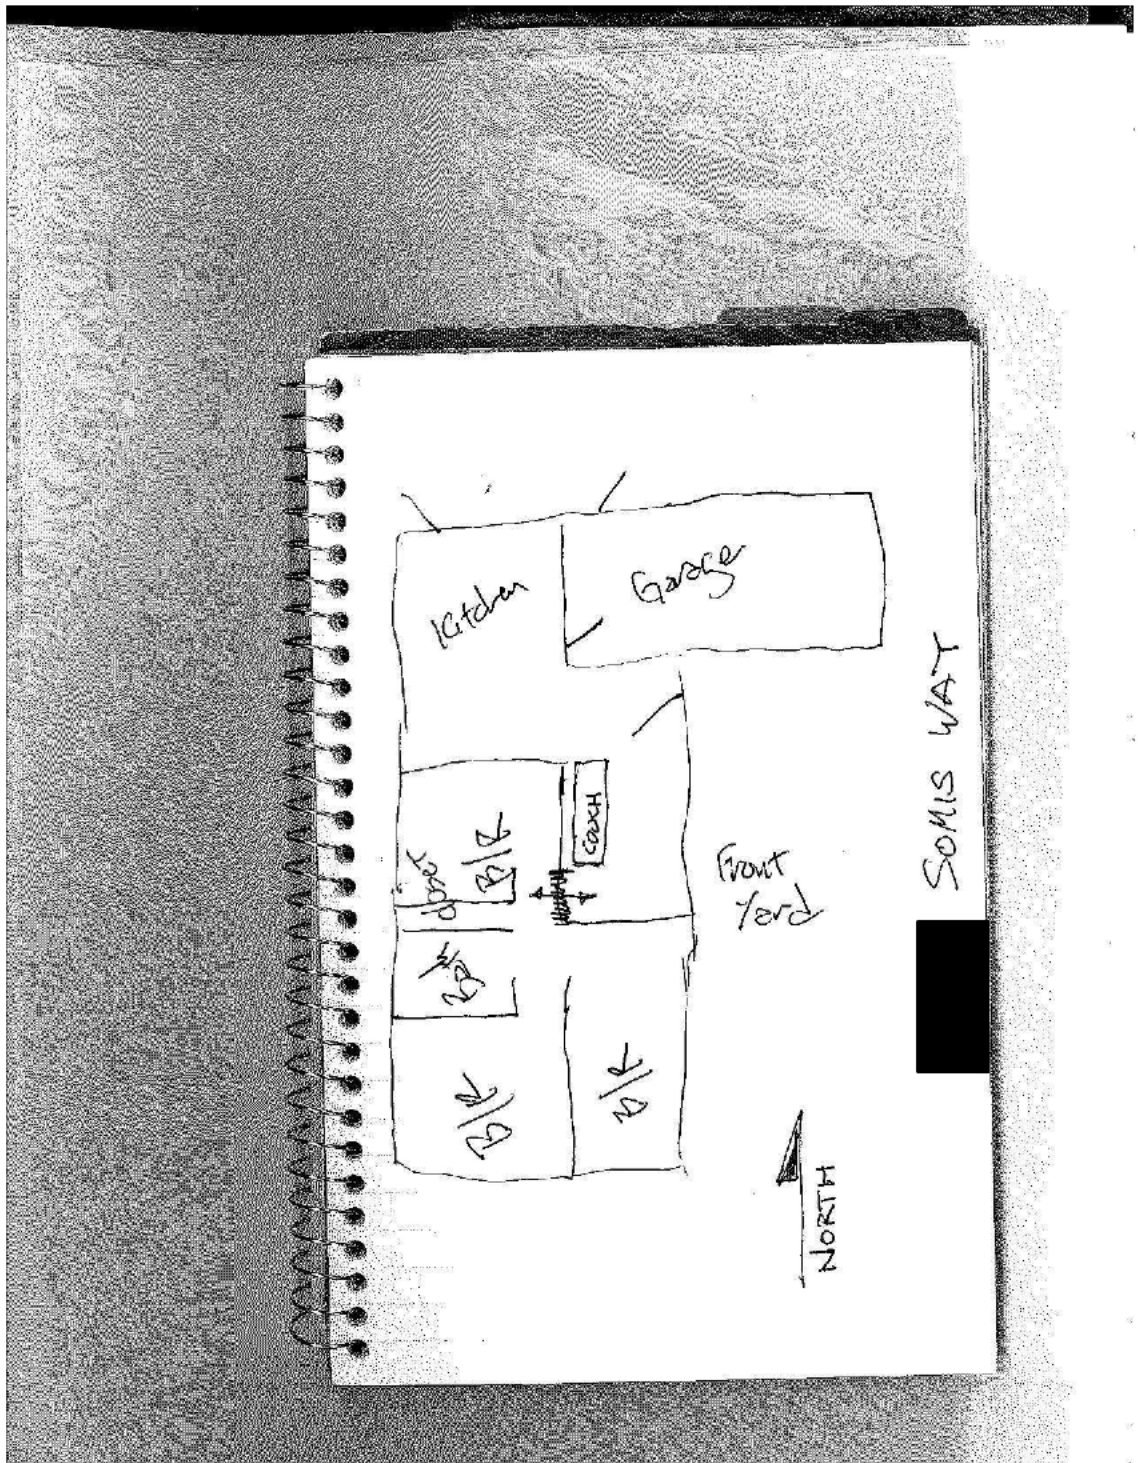 Kitchen
Garage
SOMIS WAY
COUCH
B/R
closet
Front
Yard
B/R
B/R
NORTH